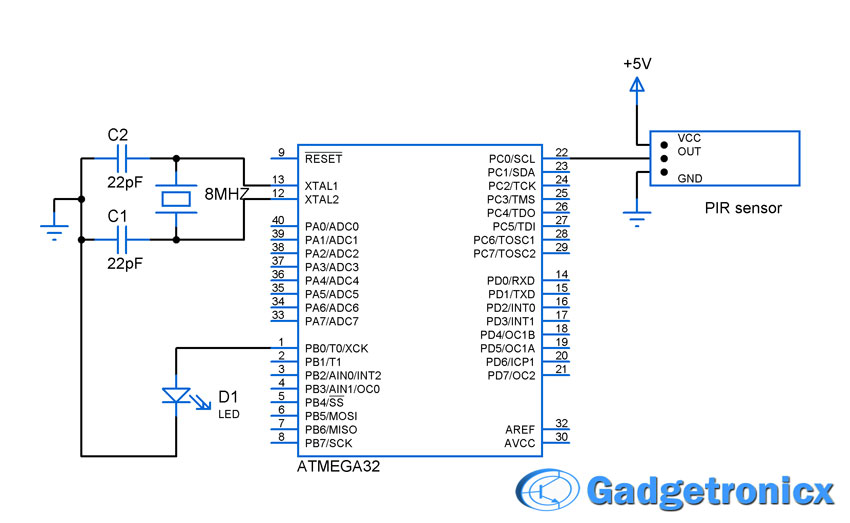 +5V
C2
22pF
8MHZ
C1
22pF
9 RESET
13 XTAL1
12 XTAL2
40 PA0/ADC0
39 PA1/ADC1
38 PA2/ADC2
37 PA3/ADC3
36 PA4/ADC4
35 PA5/ADC5
34 PA6/ADC6
33 PA7/ADC7
1 PB0/T0/XCK
2 PB1/T1
3 PB2/AIN0/INT2
4 PB3/AIN1/OC0
5 PB4/SS
6 PB5/MOSI
7 PB6/MISO
8 PB7/SCK
PC0/SCL 22
PC1/SDA 23
PC2/TCK 24
PC3/TMS 25
PC4/TDO 26
PC5/TDI 27
PC6/TOSC1 28
PC7/TOSC2 29
PD0/RXD 14
PD1/TXD 15
PD2/INT0 16
PD3/INT1 17
PD4/OC1B 18
PD5/OC1A 19
PD6/ICP1 20
PD7/OC2 21
AREF 32
AVCC 30
VCC
OUT
GND
PIR sensor
D1
LED
ATMEGA32
Gadgetronicx